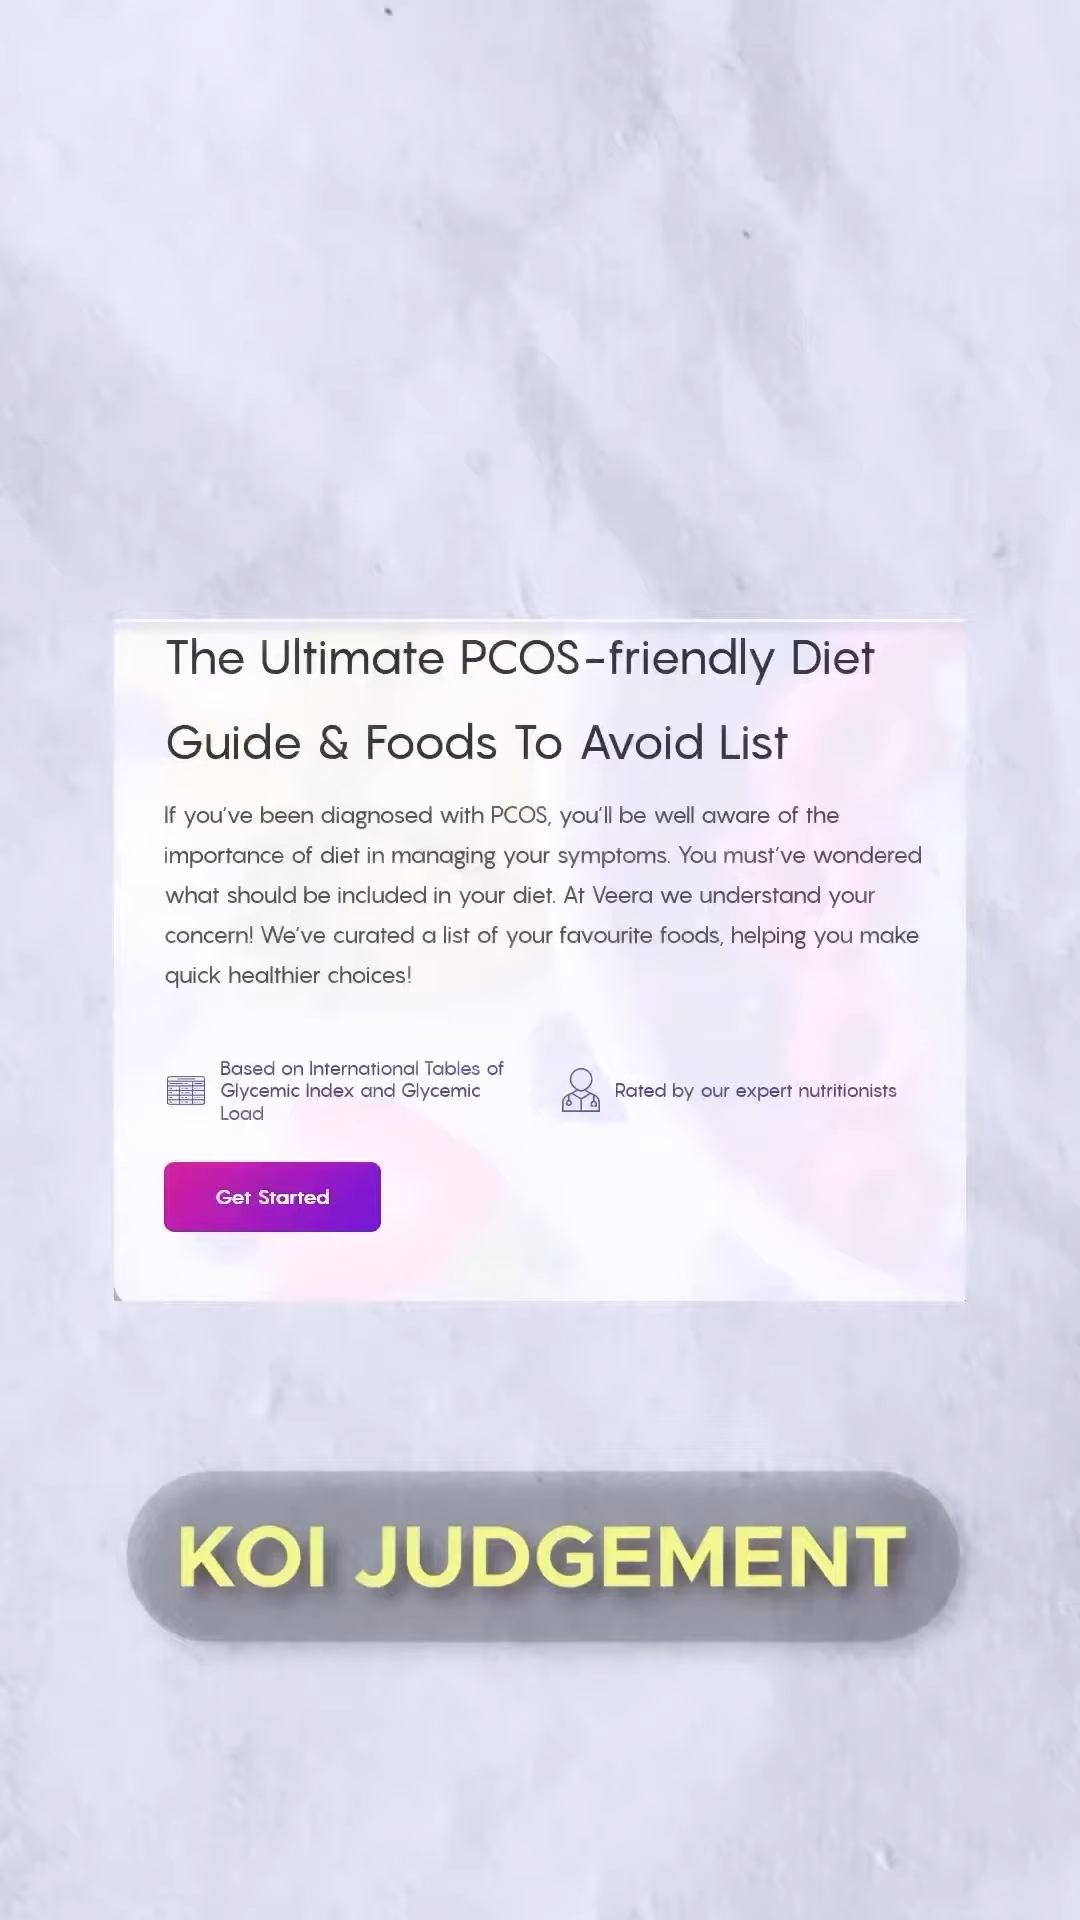 The Ultimate PCOS-friendly Diet
Guide & Foods To Avoid List
If you've been diagnosed with PCOS, you'll be well aware of the
importance of diet in managing your symptoms. You must've wondered
what should be included in your diet. At Veera we understand your
concern! We've curated a list of your favourite foods, helping you make
quick healthier choices!
Based on International Tables of
Glycemic Index and Glycemic
Load
Rated by our expert nutritionists
Get Started
KOI JUDGEMENT